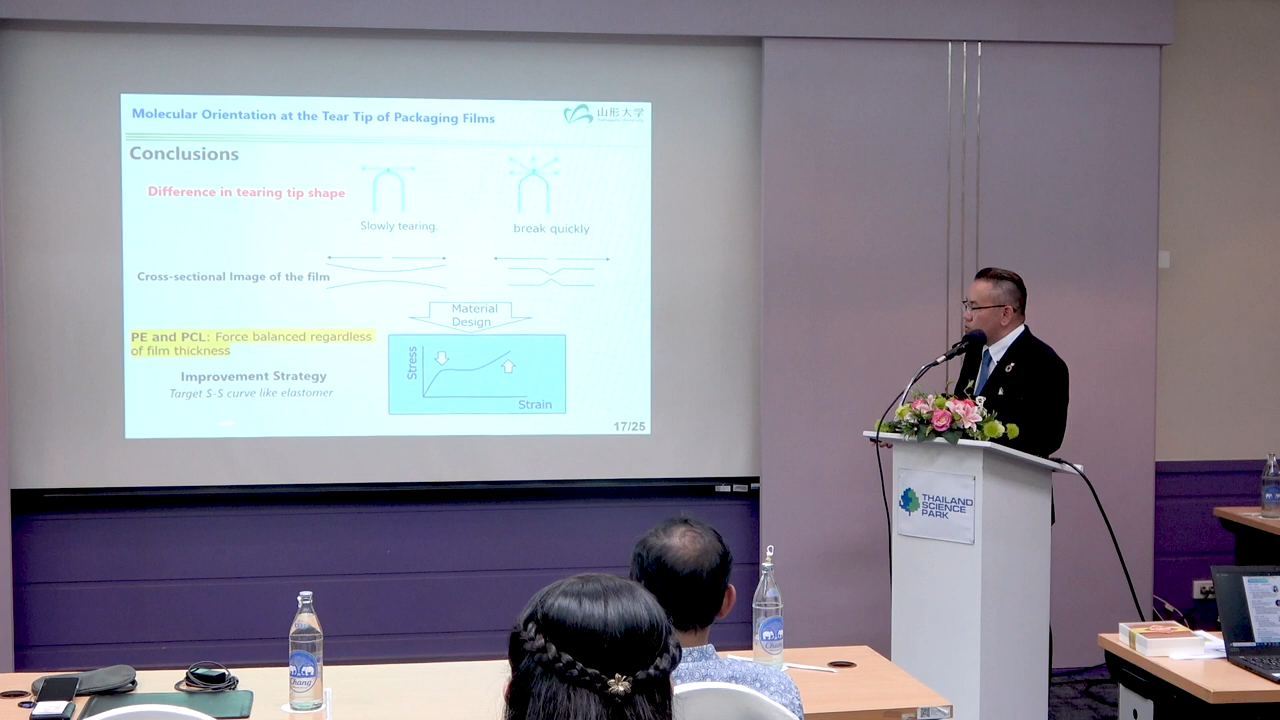 Molecular Orientation at the Tear Tip of Packaging Films
山形大学
Conclusions
Difference in tearing tip shape
Slowly tearing.
break quickly
Cross-sectional Image of the film
Material
Design
PE and PCL: Force balanced regardless
of film thickness
Improvement Strategy
Target S-S curve like elastomer
Stress
Strain
17/25
THAILAND
SCIENCE
PARK
Chang
Chang